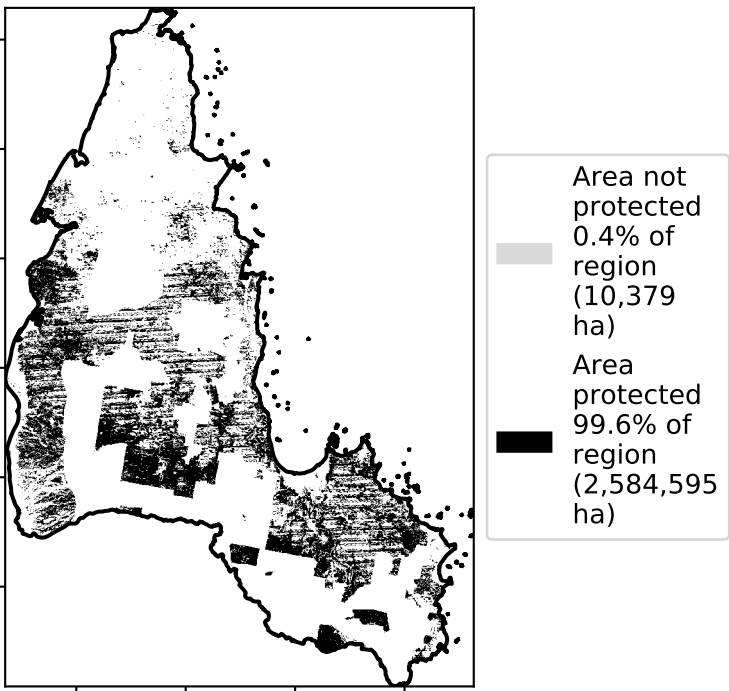 Area not
protected
0.4% of
region
(10,379
ha)
Area
protected
99.6% of
region
(2,584,595
ha)